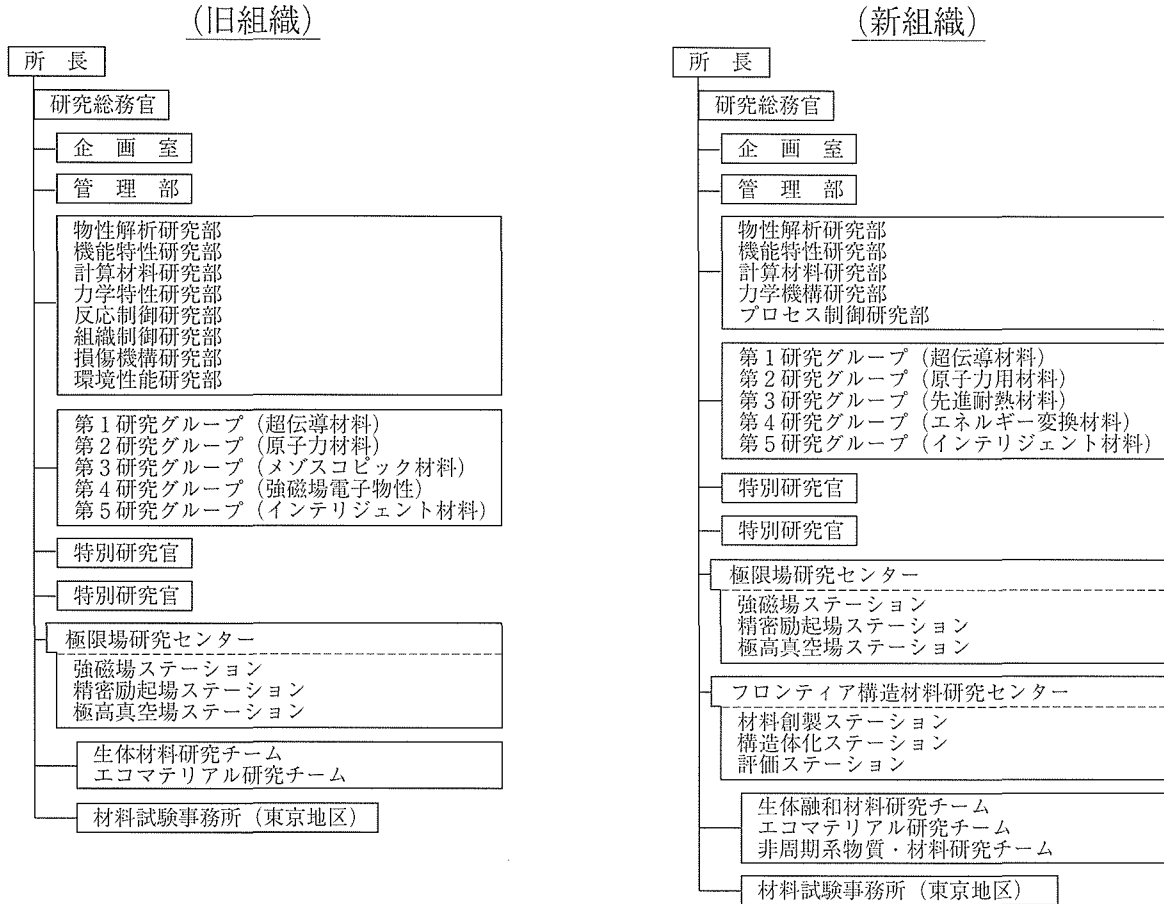 (旧組織)
所 長
研究総務官
企 画 室
管 理 部
物性解析研究部
機能特性研究部
計算材料研究部
力学特性研究部
反応制御研究部
組織制御研究部
損傷機構研究部
環境性能研究部
第1研究グループ (超伝導材料)
第2研究グループ (原子力材料)
第3研究グループ (メゾスコピック材料)
第4研究グループ (強磁場電子物性)
第5研究グループ (インテリジェント材料)
特別研究官
特別研究官
極限場研究センター
強磁場ステーション
精密励起場ステーション
極高真空場ステーション
生体材料研究チーム
エコマテリアル研究チーム
材料試験事務所 (東京地区)
(新組織)
所 長
研究総務官
企 画 室
管 理 部
物性解析研究部
機能特性研究部
計算材料研究部
力学機構研究部
プロセス制御研究部
第1研究グループ (超伝導材料)
第2研究グループ (原子力用材料)
第3研究グループ (先進耐熱材料)
第4研究グループ (エネルギー変換材料)
第5研究グループ (インテリジェント材料)
特別研究官
特別研究官
極限場研究センター
強磁場ステーション
精密励起場ステーション
極高真空場ステーション
フロンティア構造材料研究センター
材料創製ステーション
構造体化ステーション
評価ステーション
生体融和材料研究チーム
エコマテリアル研究チーム
非周期系物質・材料研究チーム
材料試験事務所 (東京地区)